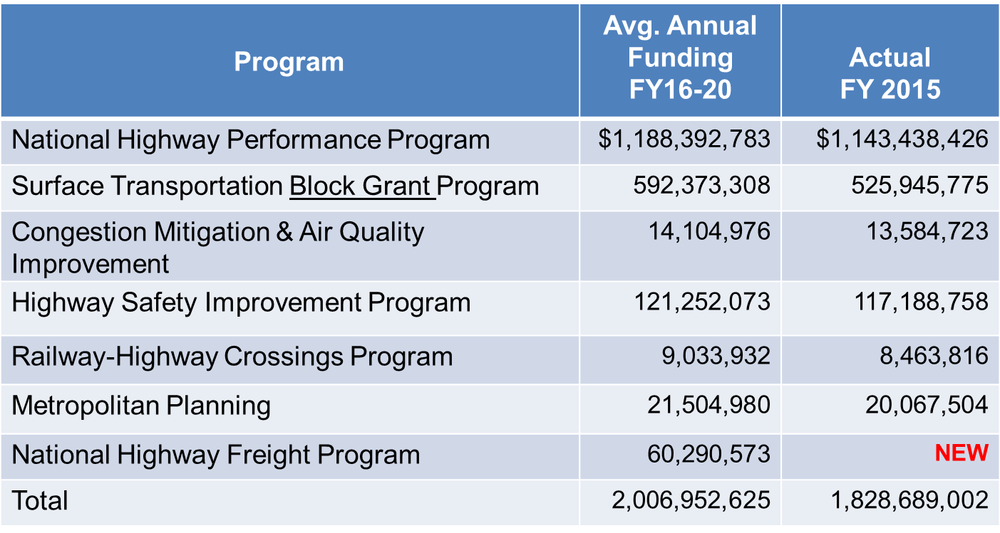 Program
Avg. Annual
Funding
FY16-20
Actual
FY 2015
National Highway Performance Program $1,188,392,783 $1,143,438,426
Surface Transportation Block Grant Program 592,373,308 525,945,775
Congestion Mitigation & Air Quality
Improvement
14,104,976 13,584,723
Highway Safety Improvement Program 121,252,073 117,188,758
Railway-Highway Crossings Program 9,033,932 8,463,816
Metropolitan Planning 21,504,980 20,067,504
National Highway Freight Program 60,290,573 NEW
Total 2,006,952,625 1,828,689,002